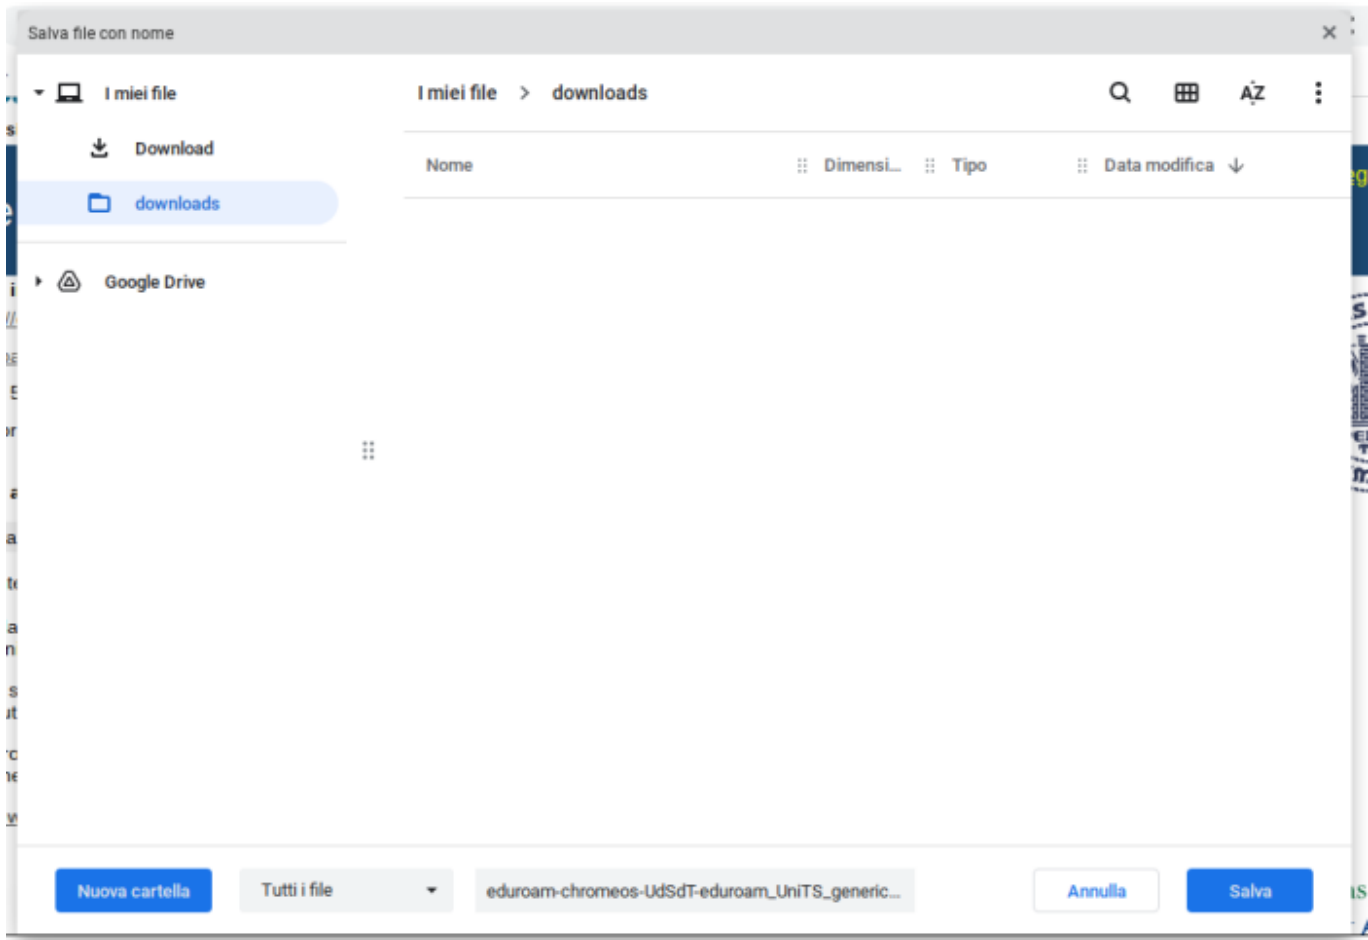 Salva file con nome
I miei file
Download
downloads
Google Drive
I miei file > downloads
AZ
Nome
Dimensi...
Tipo
Data modifica
Nuova cartella
Tutti i file
eduroam-chromeos-UdSdT-eduroam_UniTS_generic...
Annulla
Salva